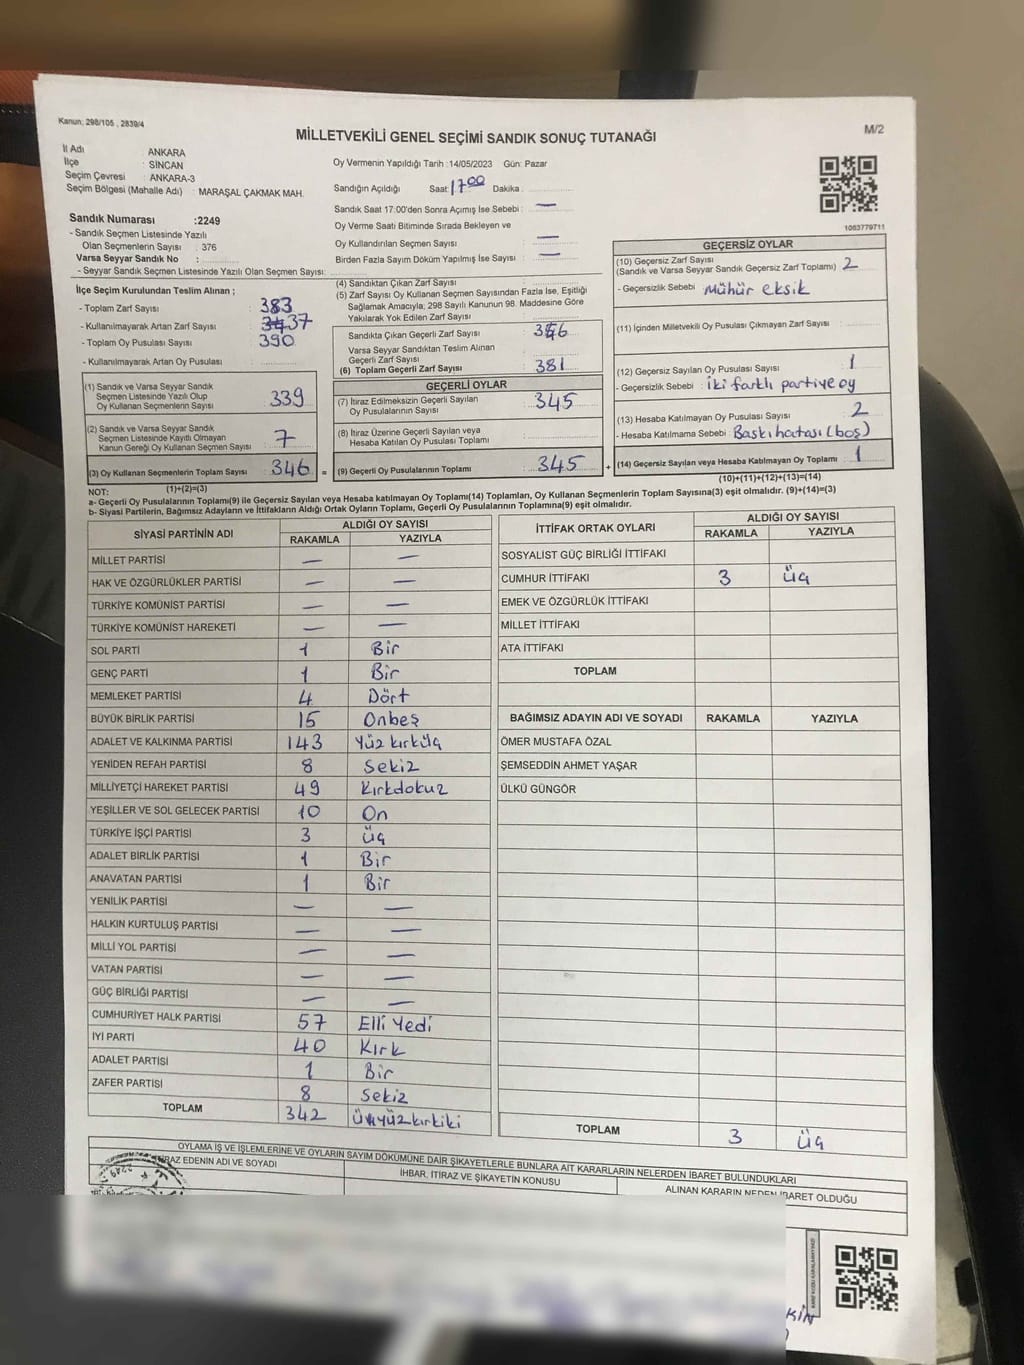 Kanun: 298/105 , 2839/4
M/2
MİLLETVEKİLİ GENEL SEÇİMİ SANDIK SONUÇ TUTANAĞI
İl Adı ANKARA
İlçe : SİNCAN
Seçim Çevresi : ANKARA-3
Seçim Bölgesi (Mahalle Adı) : MARAŞAL ÇAKMAK MAH.
Sandık Numarası :2249
- Sandık Seçmen Listesinde Yazılı
Olan Seçmenlerin Sayısı : 376
Varsa Seyyar Sandık No :
- Seyyar Sandık Seçmen Listesinde Yazılı Olan Seçmen Sayısı:
Oy Vermenin Yapıldığı Tarih :14/05/2023 Gün: Pazar
Sandığın Açıldığı Saat: 17 00 Dakika :
Sandık Saat 17:00'den Sonra Açımış İse Sebebi : —
Oy Verme Saati Bitiminde Sırada Bekleyen ve
Oy Kullandırılan Seçmen Sayısı : —
Birden Fazla Sayım Döküm Yapılmış İse Sayısı : —
1083779711
İlçe Seçim Kurulundan Teslim Alınan ;
- Toplam Zarf Sayısı : 383
- Kullanılmayarak Artan Zarf Sayısı : 37
- Toplam Oy Pusulası Sayısı : 390
- Kullanılmayarak Artan Oy Pusulası :
(1) Sandık ve Varsa Seyyar Sandık
Seçmen Listesinde Yazılı Olup
Oy Kullanan Seçmenlerin Sayısı 339
(2) Sandık ve Varsa Seyyar Sandık
Seçmen Listesinde Kayıtlı Olmayan
Kanun Gereği Oy Kullanan Seçmen Sayısı : 7
(3) Oy Kullanan Seçmenlerin Toplam Sayısı : 346 =
(1)+(2)=(3)
(4) Sandıktan Çıkan Zarf Sayısı :
(5) Zarf Sayısı Oy Kullanan Seçmen Sayısından Fazla İse, Eşitliği
Sağlamak Amacıyla; 298 Sayılı Kanunun 98. Maddesine Göre
Yakılarak Yok Edilen Zarf Sayısı :
Sandıkta Çıkan Geçerli Zarf Sayısı :
Varsa Seyyar Sandıktan Teslim Alınan
Geçerli Zarf Sayısı :
(6) Toplam Geçerli Zarf Sayısı : 381
GEÇERLİ OYLAR
(7) İtiraz Edilmeksizin Geçerli Sayılan
Oy Pusulalarının Sayısı : 345
(8) İtiraz Üzerine Geçerli Sayılan veya
Hesaba Katılan Oy Pusulası Toplamı :
(9) Geçerli Oy Pusulalarının Toplamı : 345 +
GEÇERSİZ OYLAR
(10) Geçersiz Zarf Sayısı : 2
(Sandık ve Varsa Seyyar Sandık Geçersiz Zarf Toplamı)
- Geçersizlik Sebebi : Mühür eksik
(11) İçinden Milletvekili Oy Pusulası Çıkmayan Zarf Sayısı :
(12) Geçersiz Sayılan Oy Pusulası Sayısı : 1
- Geçersizlik Sebebi : iki farklı partiye oy
(13) Hesaba Katılmayan Oy Pusulası Sayısı : 2
- Hesaba Katılmama Sebebi : Baskı hatası (boş)
(14) Geçersiz Sayılan veya Hesaba Katılmayan Oy Toplamı : 1
(10)+(11)+(12)+(13)=(14)
NOT:
a- Geçerli Oy Pusulalarının Toplamı(9) ile Geçersiz Sayılan veya Hesaba katılmayan Oy Toplamı(14) Toplamları, Oy Kullanan Seçmenlerin Toplam Sayısına(3) eşit olmalıdır. (9)+(14)=(3)
b- Siyasi Partilerin, Bağımsız Adayların ve İttifakların Aldığı Ortak Oyların Toplamı, Geçerli Oy Pusulalarının Toplamına(9) eşit olmalıdır.
SİYASİ PARTİNİN ADI ALDIĞI OY SAYISI
RAKAMLA YAZIYLA
MİLLET PARTİSİ — —
HAK VE ÖZGÜRLÜKLER PARTİSİ — —
TÜRKİYE KOMÜNİST PARTİSİ — —
TÜRKİYE KOMÜNİST HAREKETİ — —
SOL PARTİ 1 Bir
GENÇ PARTİ 1 Bir
MEMLEKET PARTİSİ 4 Dört
BÜYÜK BİRLİK PARTİSİ 15 Onbeş
ADALET VE KALKINMA PARTİSİ 143 Yüz kırküç
YENİDEN REFAH PARTİSİ 8 Sekiz
MİLLİYETÇİ HAREKET PARTİSİ 49 Kırkdokuz
YEŞİLLER VE SOL GELECEK PARTİSİ 10 On
TÜRKİYE İŞÇİ PARTİSİ 3 Üç
ADALET BİRLİK PARTİSİ 1 Bir
ANAVATAN PARTİSİ 1 Bir
YENİLİK PARTİSİ — —
HALKIN KURTULUŞ PARTİSİ — —
MİLLİ YOL PARTİSİ — —
VATAN PARTİSİ — —
GÜÇ BİRLİĞİ PARTİSİ — —
CUMHURİYET HALK PARTİSİ 57 Elli Yedi
İYİ PARTİ 40 Kırk
ADALET PARTİSİ 1 Bir
ZAFER PARTİSİ 8 Sekiz
TOPLAM 342 Üçyüzkırkiki
İTTİFAK ORTAK OYLARI ALDIĞI OY SAYISI
RAKAMLA YAZIYLA
SOSYALİST GÜÇ BİRLİĞİ İTTİFAKI
CUMHUR İTTİFAKI 3 Üç
EMEK VE ÖZGÜRLÜK İTTİFAKI
MİLLET İTTİFAKI
ATA İTTİFAKI
TOPLAM
BAĞIMSIZ ADAYIN ADI VE SOYADI RAKAMLA YAZIYLA
ÖMER MUSTAFA ÖZAL
ŞEMSEDDİN AHMET YAŞAR
ÜLKÜ GÜNGÖR
TOPLAM 3 Üç
OYLAMA İŞ VE İŞLEMLERİNE VE OYLARIN SAYIM DÖKÜMÜNE DAİR ŞİKAYETLERLE BUNLARA AİT KARARLARIN NELERDEN İBARET BULUNDUKLARI
EDENİN ADI VE SOYADI İHBAR, İTİRAZ VE ŞİKAYETİN KONUSU ALINAN KARARIN NEDEN İBARET OLDUĞU
2249